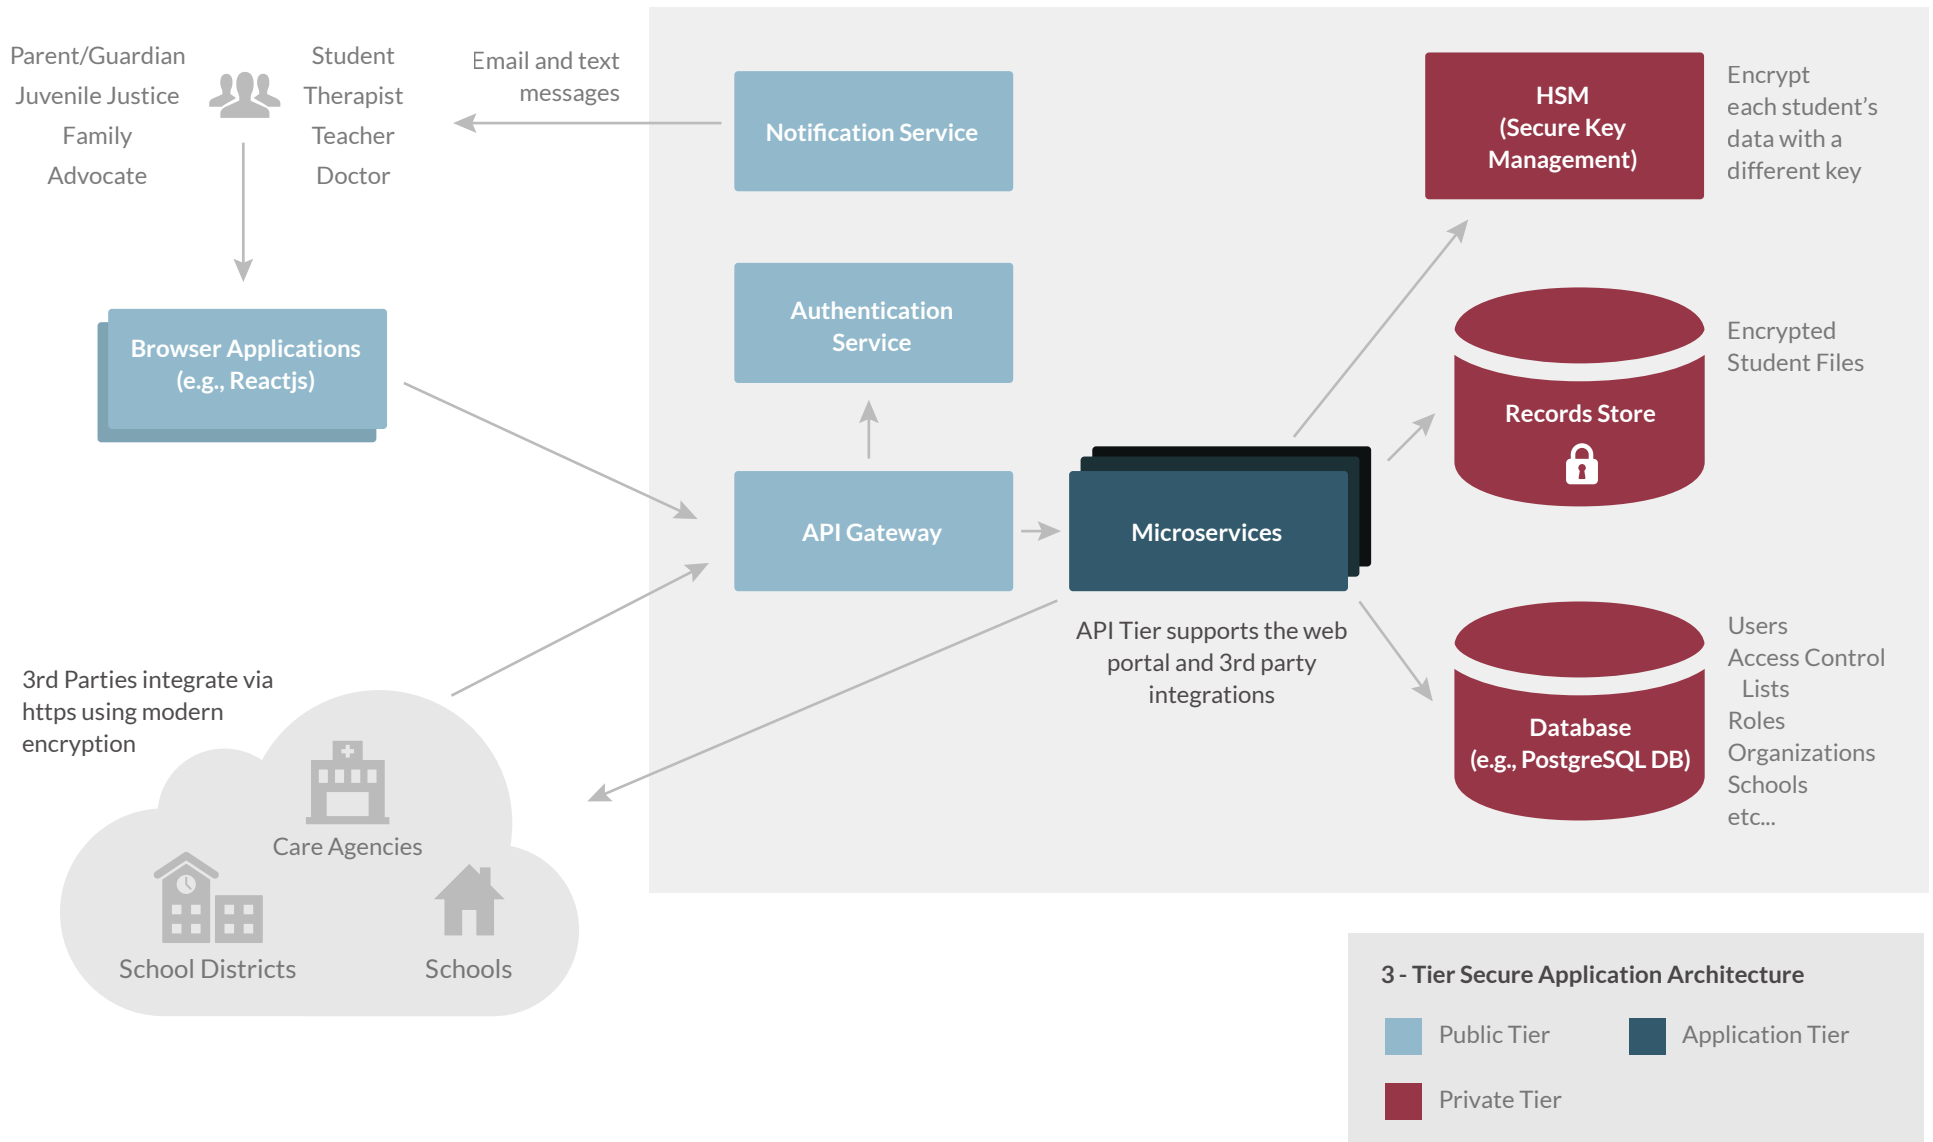 Parent/Guardian
Juvenile Justice
Family
Advocate
Student
Therapist
Teacher
Doctor
Email and text
messages
Notification Service
HSM
(Secure Key
Management)
Encrypt
each student’s
data with a
different key
Authentication
Service
Browser Applications
(e.g., Reactjs)
Records Store
Encrypted
Student Files
API Gateway
Microservices
API Tier supports the web
portal and 3rd party
integrations
Database
(e.g., PostgreSQL DB)
Users
Access Control
Lists
Roles
Organizations
Schools
etc...
3rd Parties integrate via
https using modern
encryption
Care Agencies
School Districts
Schools
3 - Tier Secure Application Architecture
Public Tier
Application Tier
Private Tier